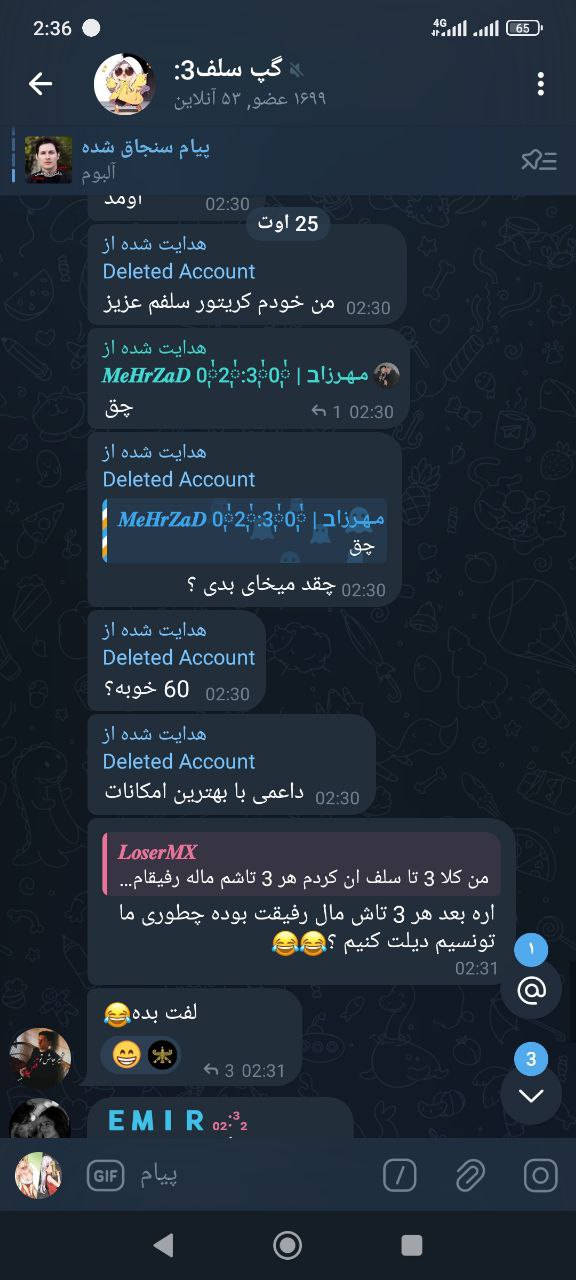 2:36
4G
65
گپ سلف3:
۱۶۹۹ عضو, ۵۳ آنلاین
پیام سنجاق شده
آلبوم
اومد 02:30
25 اوت
هدایت شده از
Deleted Account
من خودم کریتور سلفم عزیز 02:30
هدایت شده از
MeHrZaD 0꙰2꙰:3꙰0꙰ | مـهـرزاב
چق
1 02:30
هدایت شده از
Deleted Account
MeHrZaD 0꙰2꙰:3꙰0꙰ | مـهـرزاב
چق
چقد میخای بدی ؟ 02:30
هدایت شده از
Deleted Account
60 خوبه؟ 02:30
هدایت شده از
Deleted Account
داعمی با بهترین امکانات 02:30
LoserMX
من کلا 3 تا سلف ان کردم هر 3 تاشم ماله رفیقام...
اره بعد هر 3 تاش مال رفیقت بوده چطوری ما
تونسیم دیلت کنیم ؟😂😂
02:31
۱
@
لفت بده😂
😁
3 02:31
3
E M I R 02:32
GIF
پیام
/